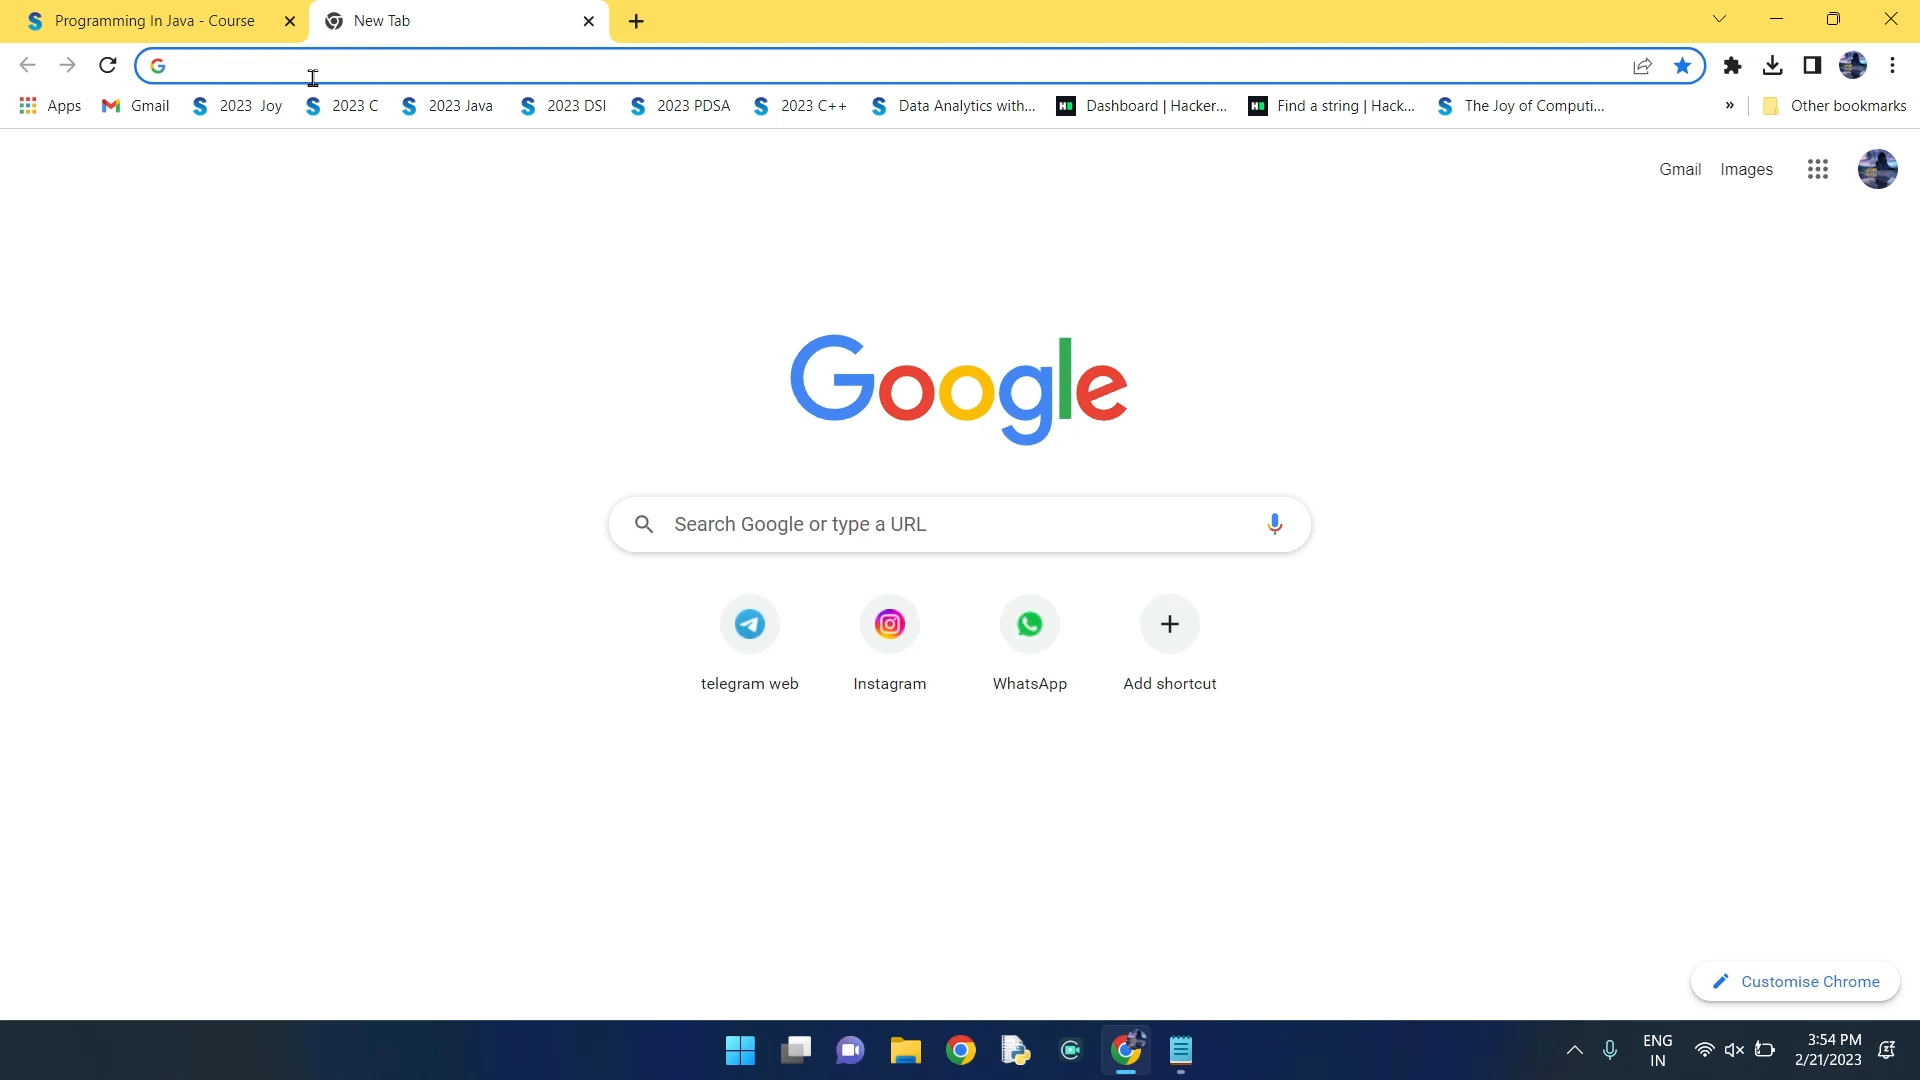 Programming In Java - Course
New Tab
Apps
Gmail
2023 Joy
2023 C
2023 Java
2023 DSI
2023 PDSA
2023 C++
Data Analytics with...
Dashboard | Hacker...
Find a string | Hack...
The Joy of Computi...
»
Other bookmarks
Gmail Images
Google
Search Google or type a URL
telegram web
Instagram
WhatsApp
Add shortcut
Customise Chrome
ENG
IN
3:54 PM
2/21/2023